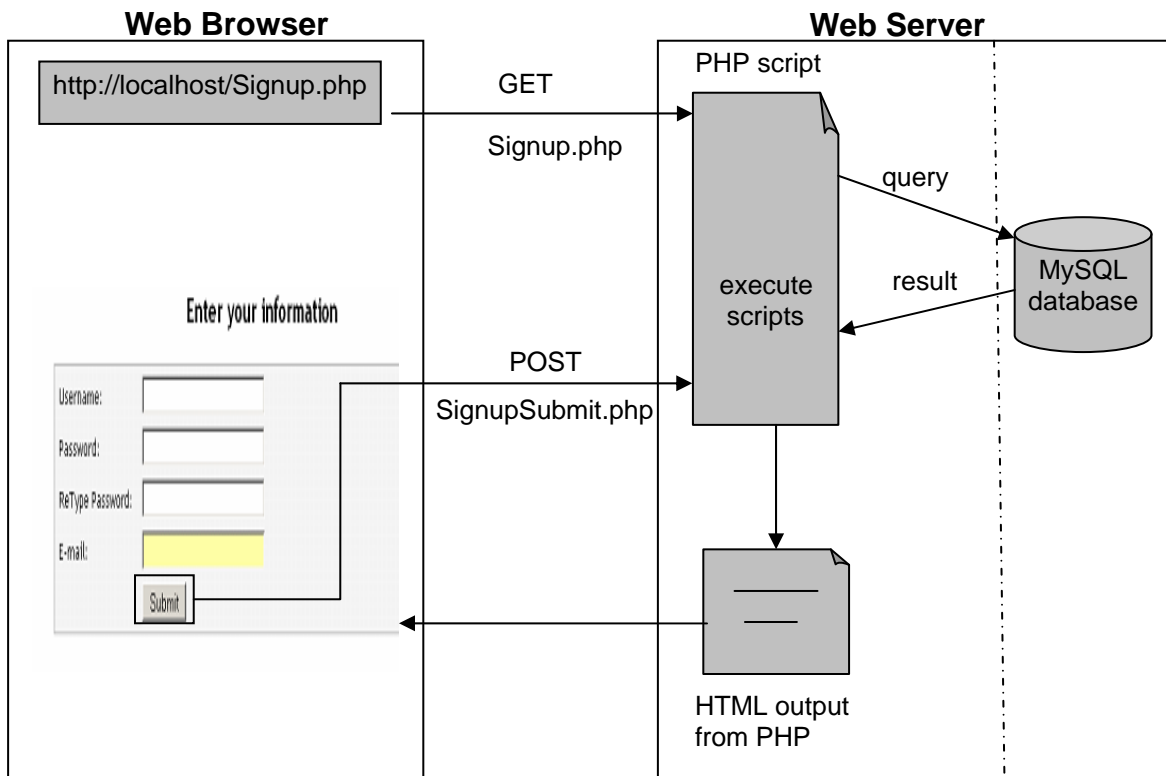 Web Browser
Web Server
http://localhost/Signup.php
GET
Signup.php
PHP script
query
result
MySQL
database
execute
scripts
Enter your information
Username:
Password:
ReType Password:
E-mail:
Submit
POST
SignupSubmit.php
HTML output
from PHP